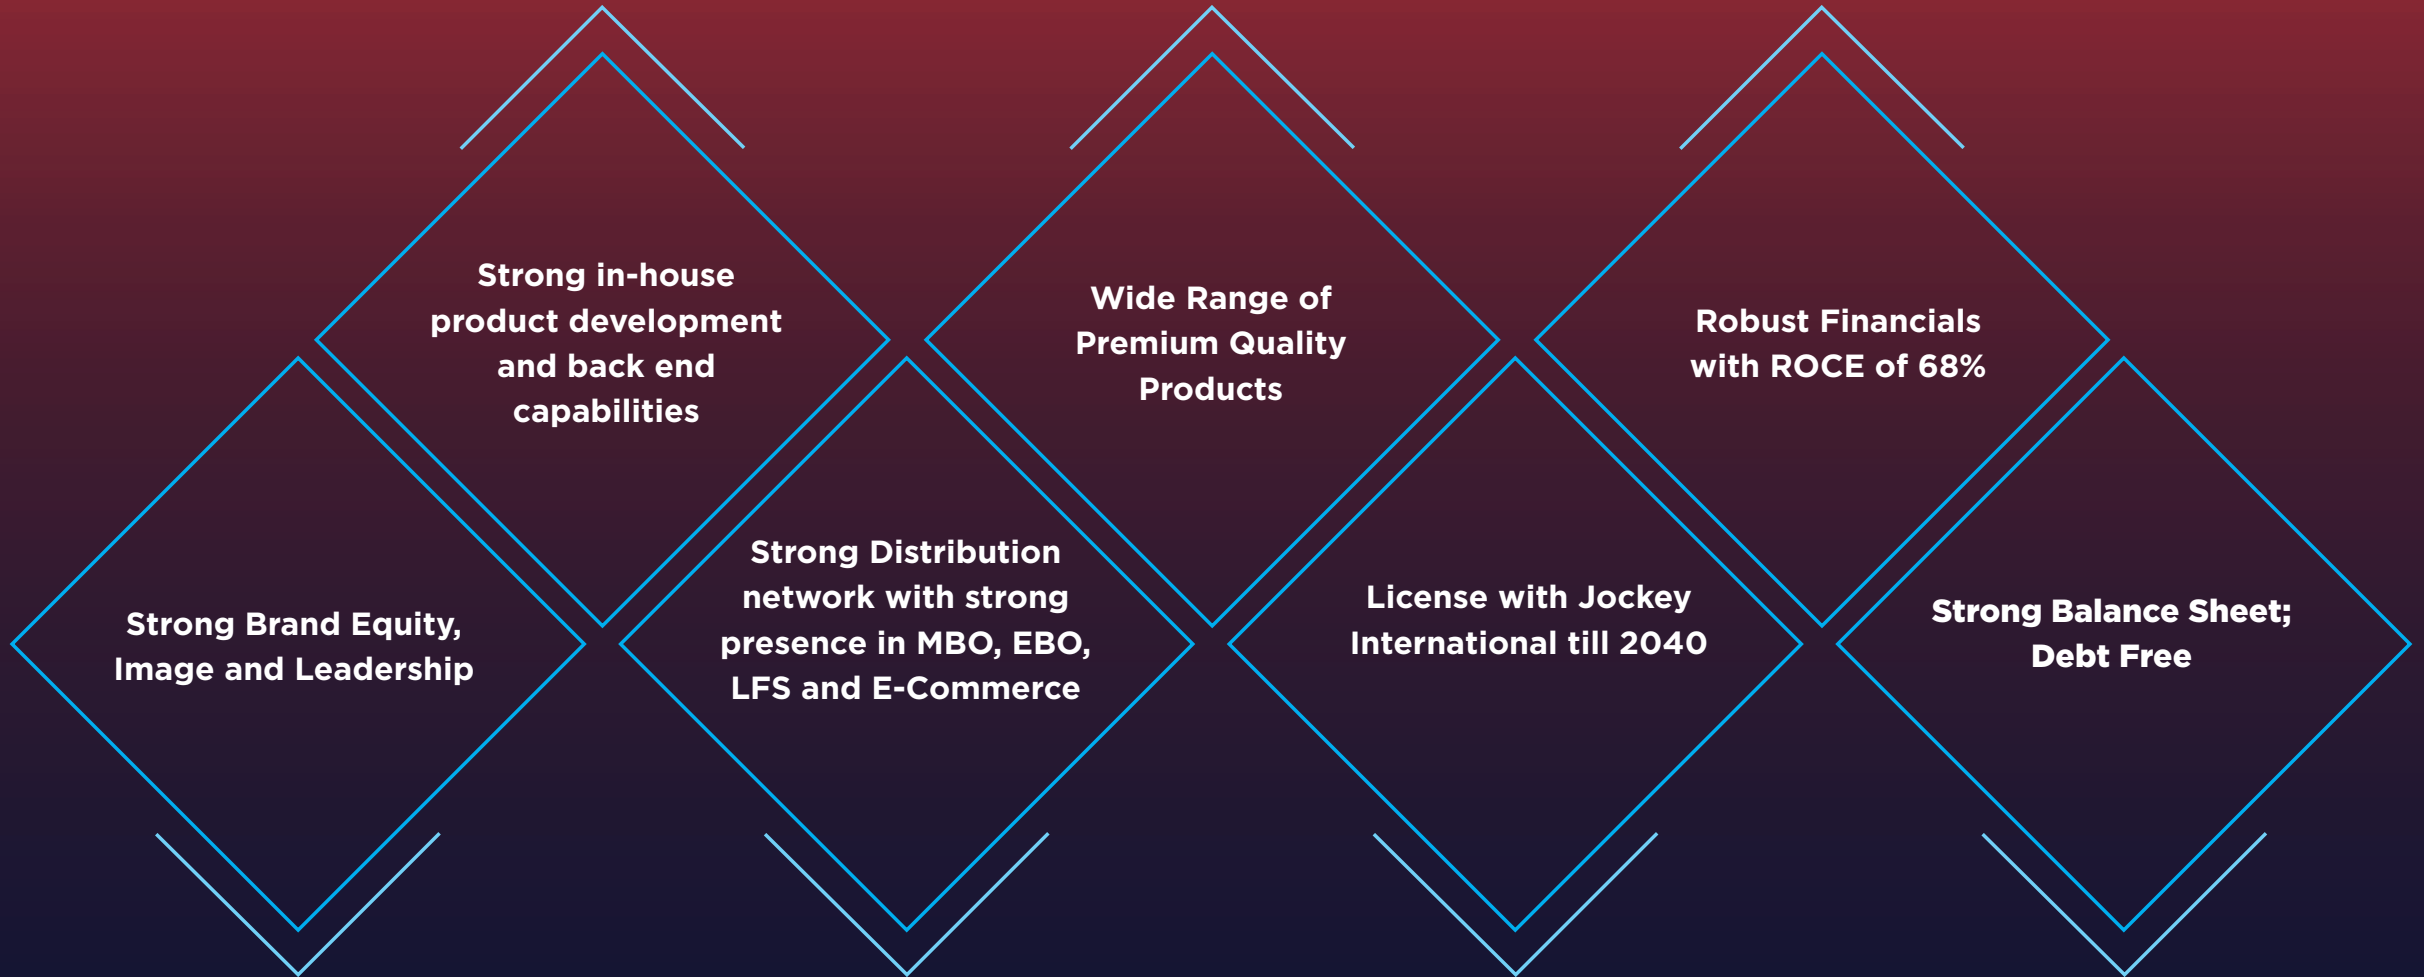 Strong in-house
product development
and back end
capabilities
Wide Range of
Premium Quality
Products
Robust Financials
with ROCE of 68%
Strong Brand Equity,
Image and Leadership
Strong Distribution
network with strong
presence in MBO, EBO,
LFS and E-Commerce
License with Jockey
International till 2040
Strong Balance Sheet;
Debt Free